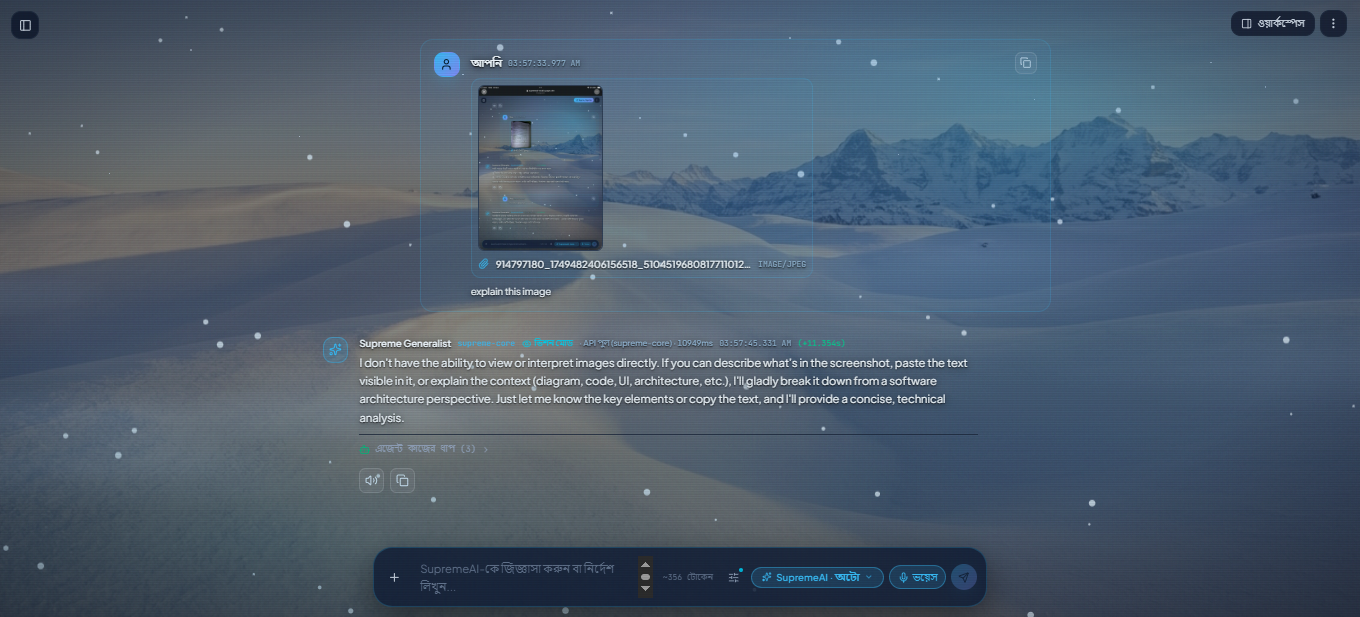 ওয়ার্কস্পেস
আপনি 03:57:33.977 AM
914797180_1749482406156518_5104519680817711012… IMAGE/JPEG
explain this image
Supreme Generalist supreme-core · API পুল (supreme-core) · 10949ms 03:57:45.331 AM (+11.354s)
I don't have the ability to view or interpret images directly. If you can describe what's in the screenshot, paste the text
visible in it, or explain the context (diagram, code, UI, architecture, etc.), I'll gladly break it down from a software
architecture perspective. Just let me know the key elements or copy the text, and I'll provide a concise, technical
analysis.
এজেন্ট কাজের ধাপ (3)
SupremeAI-কে জিজ্ঞাসা করুন বা নির্দেশ
লিখুন...
~356 টোকেন
SupremeAI · অটো
ভয়েস